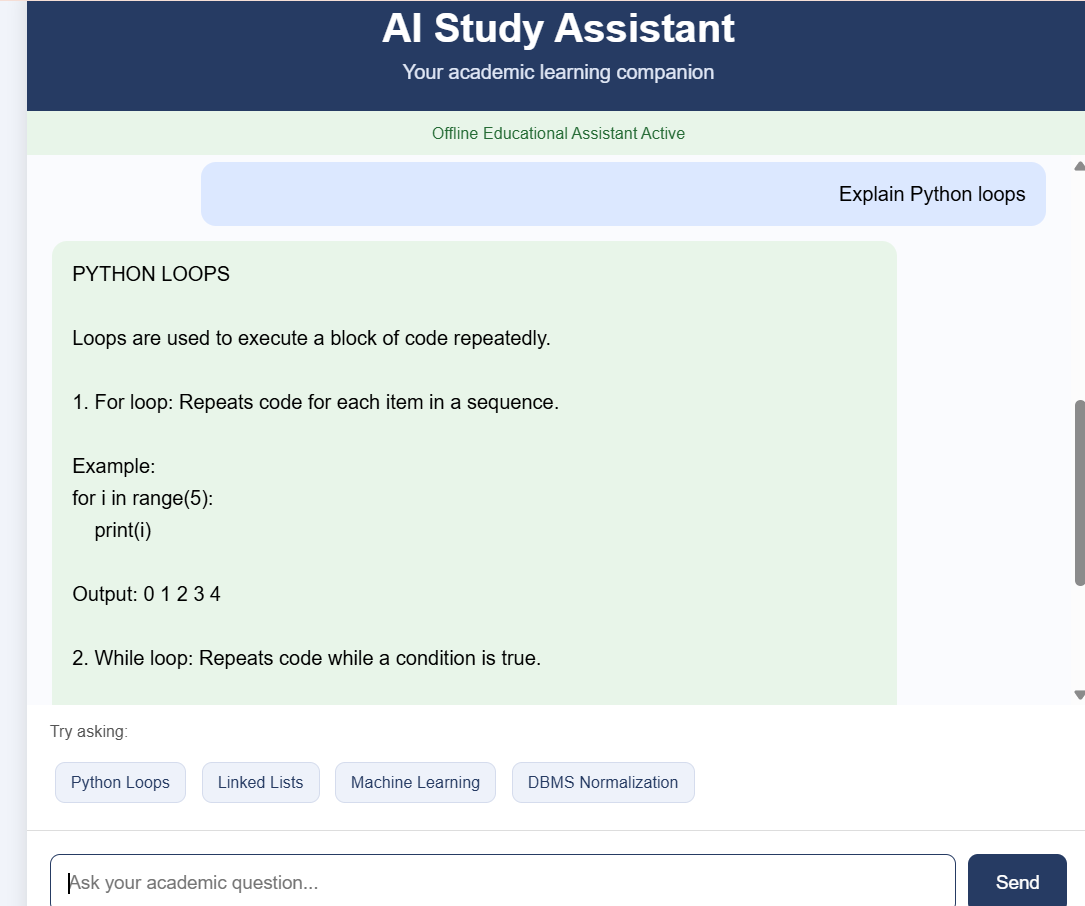 AI Study Assistant
Your academic learning companion
Offline Educational Assistant Active
Explain Python loops
PYTHON LOOPS
Loops are used to execute a block of code repeatedly.
1. For loop: Repeats code for each item in a sequence.
Example:
for i in range(5):
    print(i)
Output: 0 1 2 3 4
2. While loop: Repeats code while a condition is true.
Try asking:
Python Loops
Linked Lists
Machine Learning
DBMS Normalization
Ask your academic question...
Send